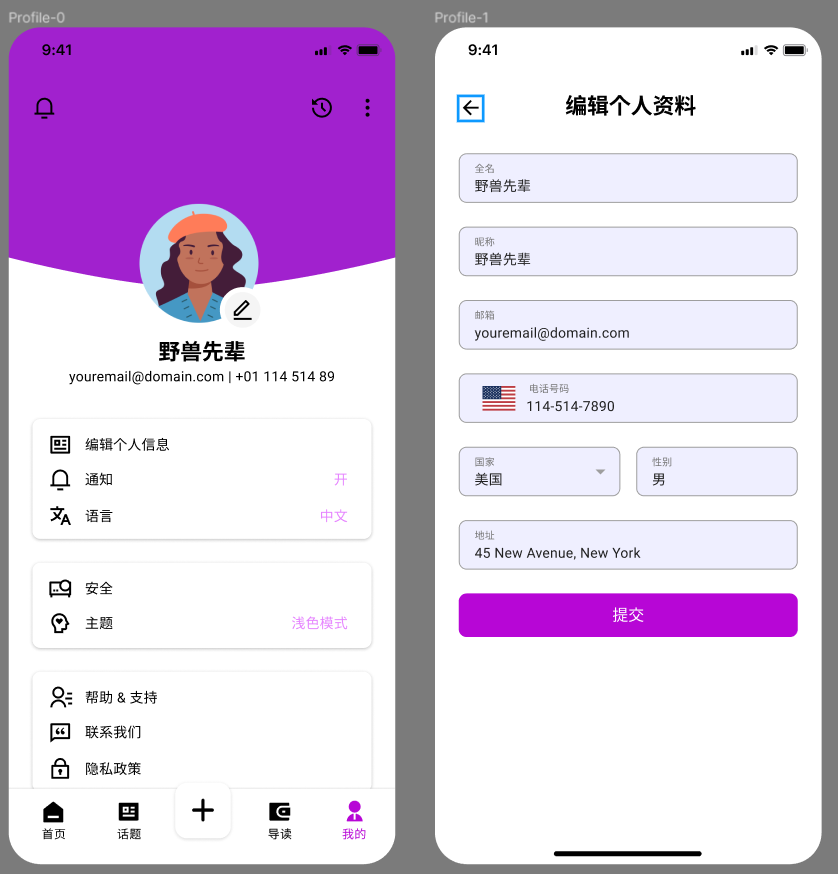 Profile-0
9:41
野兽先辈
youremail@domain.com | +01 114 514 89
编辑个人信息
通知
开
语言
中文
安全
主题
浅色模式
帮助 & 支持
联系我们
隐私政策
首页
话题
导读
我的
Profile-1
9:41
编辑个人资料
全名
野兽先辈
昵称
野兽先辈
邮箱
youremail@domain.com
电话号码
114-514-7890
国家
美国
性别
男
地址
45 New Avenue, New York
提交